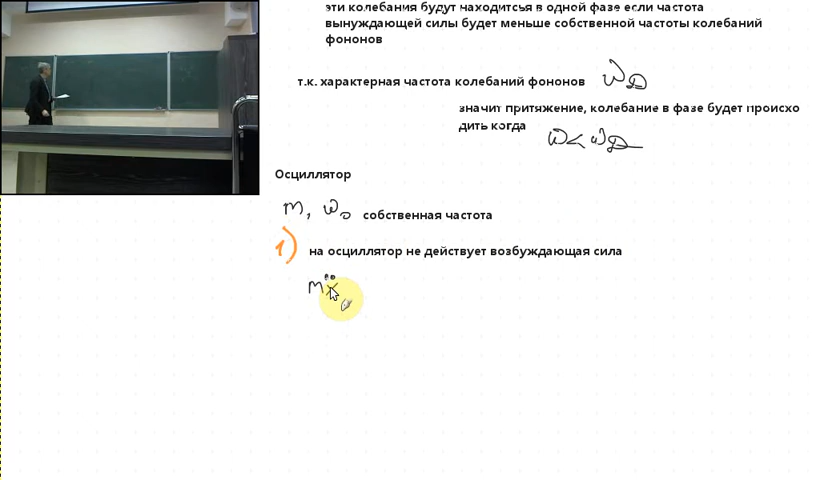 эти колебания будут находиться в одной фазе если частота
вынуждающей силы будет меньше собственной частоты колебаний
фононов
т.к. характерная частота колебаний фононов ω_D
значит притяжение, колебание в фазе будет происхо
дить когда ω < ω_D
Осциллятор
m, ω₀ собственная частота
1) на осциллятор не действует возбуждающая сила
mẍ